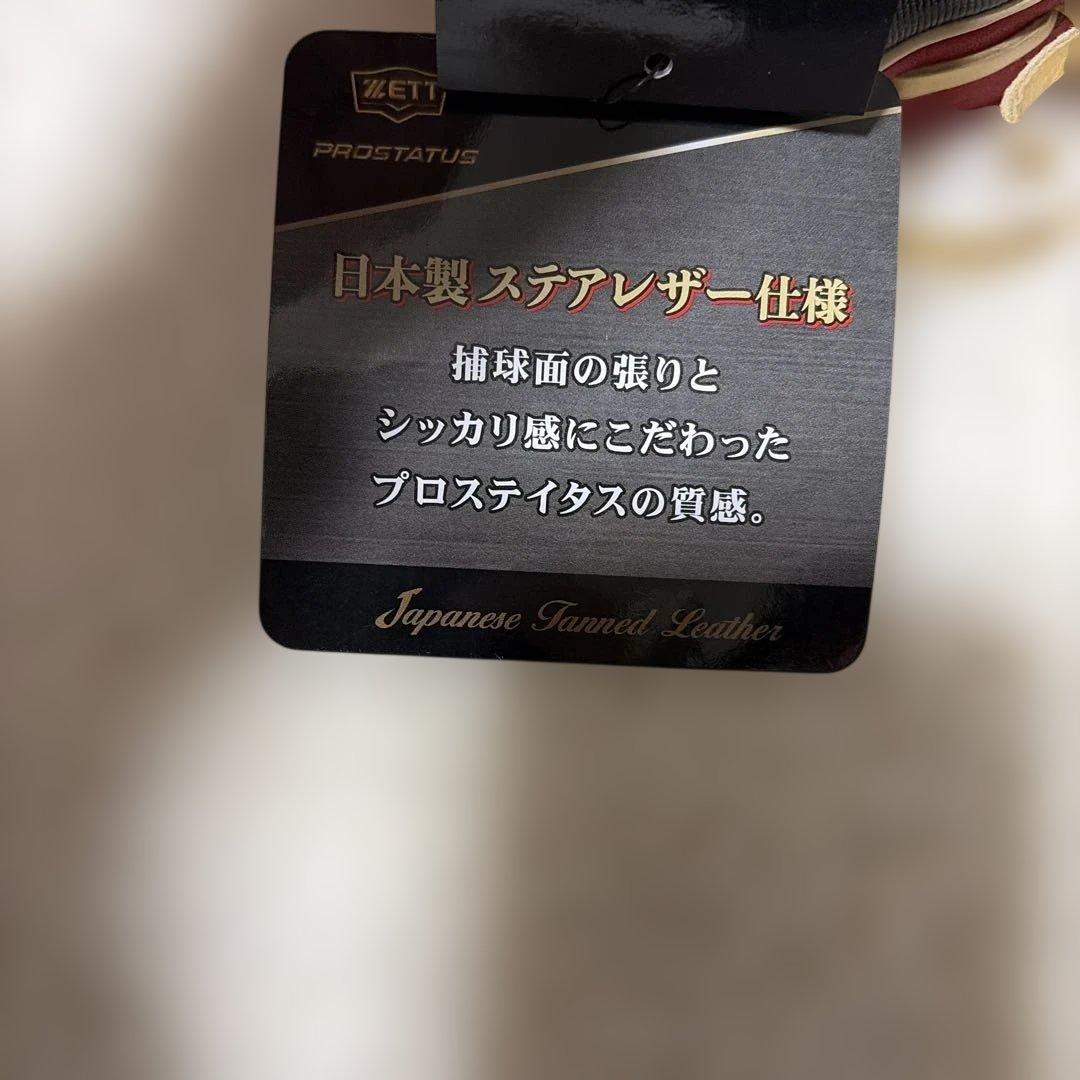 ZETT
PROSTATUS
日本製 ステアレザー仕様
捕球面の張りと
シッカリ感にこだわった
プロステイタスの質感。
Japanese Tanned Leather